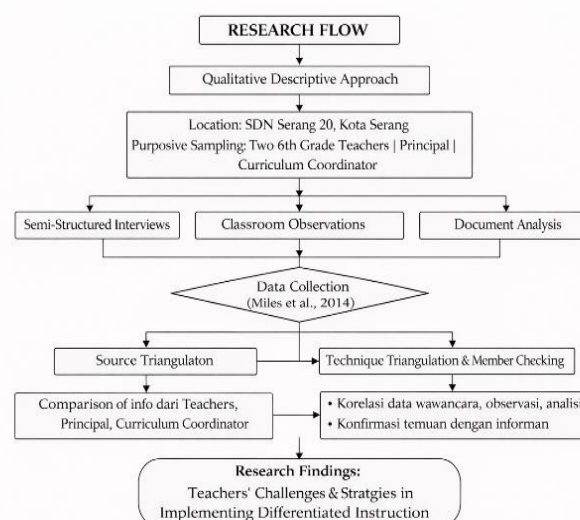 RESEARCH FLOW
Qualitative Descriptive Approach
Location: SDN Serang 20, Kota Serang
Purposive Sampling: Two 6th Grade Teachers | Principal |
Curriculum Coordinator
Semi-Structured Interviews
Classroom Observations
Document Analysis
Data Collection
(Miles et al., 2014)
Source Triangulaton
Technique Triangulation & Member Checking
Comparison of info dari Teachers,
Principal, Curriculum Coordinator
• Korelasi data wawancara, observasi, analisi
• Konfirmasi temuan dengan informan
Research Findings:
Teachers' Challenges & Stratgies in
Implementing Differentiated Instruction